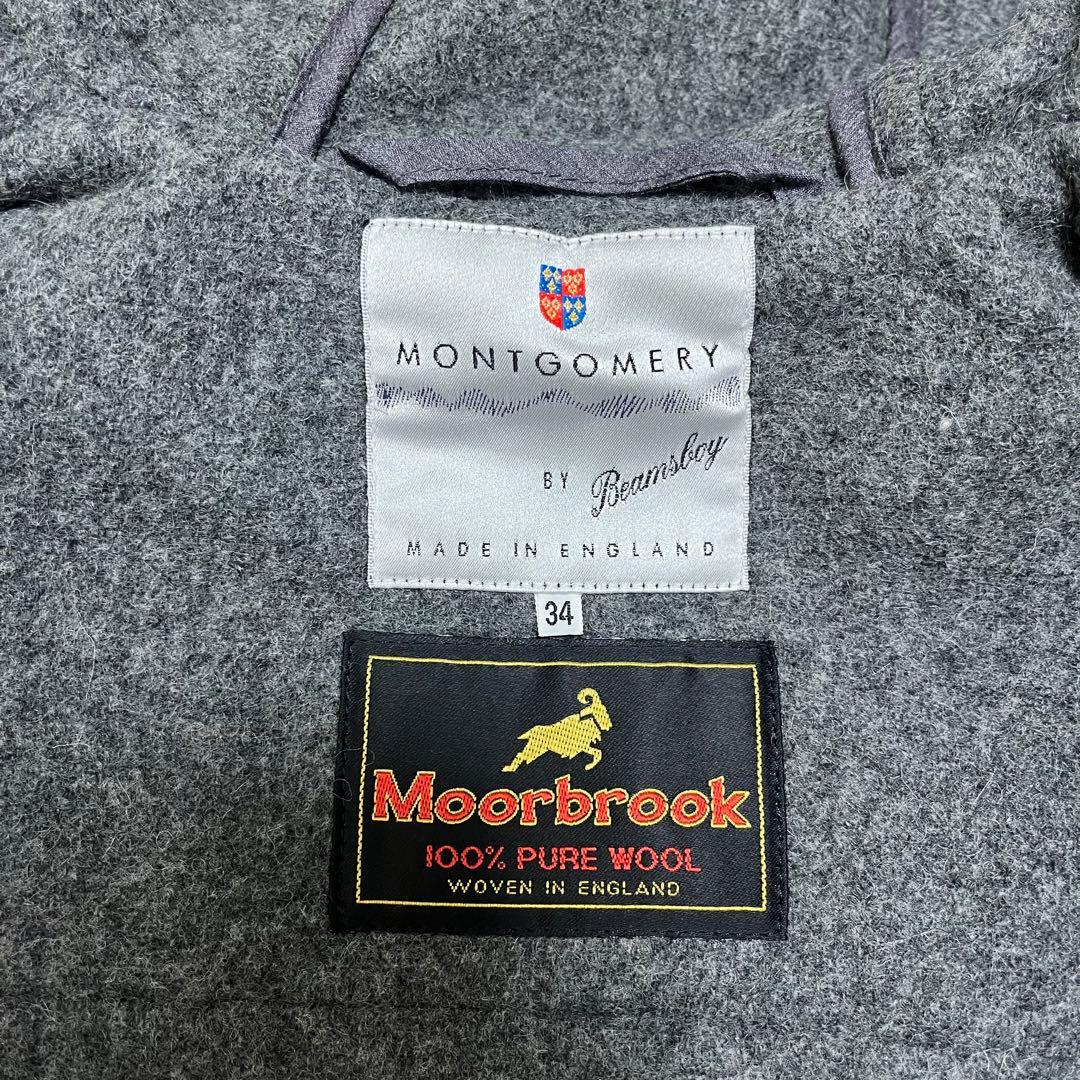 MONTGOMERY
BY Beamsboy
MADE IN ENGLAND
34
Moorbrook
100% PURE WOOL
WOVEN IN ENGLAND